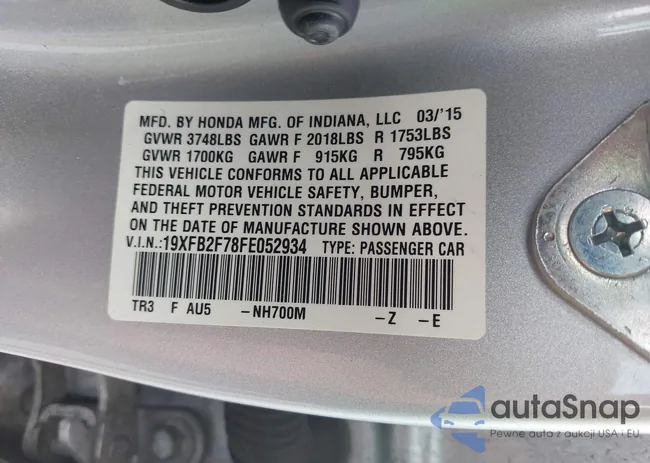 MFD. BY HONDA MFG. OF INDIANA, LLC 03/'15
GVWR 3748LBS GAWR F 2018LBS R 1753LBS
GVWR 1700KG GAWR F 915KG R 795KG
THIS VEHICLE CONFORMS TO ALL APPLICABLE
FEDERAL MOTOR VEHICLE SAFETY, BUMPER,
AND THEFT PREVENTION STANDARDS IN EFFECT
ON THE DATE OF MANUFACTURE SHOWN ABOVE.
V.I.N.:19XFB2F78FE052934 TYPE: PASSENGER CAR
TR3 F AU5 -NH700M -Z -E
autaSnap
Pewne auta z aukcji USA i EU.